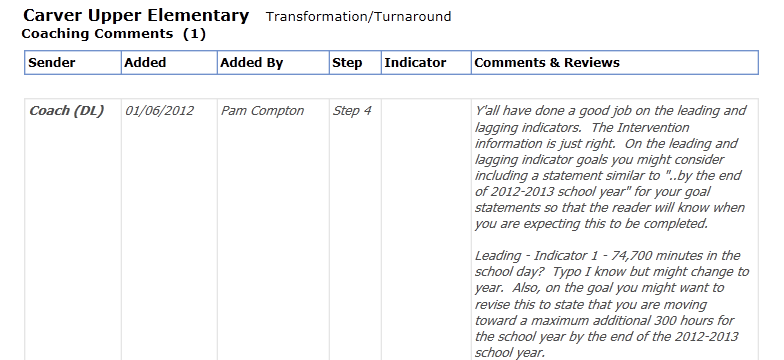 Carver Upper Elementary Transformation/Turnaround
Coaching Comments (1)
Sender Added Added By Step Indicator Comments & Reviews
Coach (DL) 01/06/2012 Pam Compton Step 4 Y'all have done a good job on the leading and
lagging indicators. The Intervention
information is just right. On the leading and
lagging indicator goals you might consider
including a statement similar to "..by the end
of 2012-2013 school year" for your goal
statements so that the reader will know when
you are expecting this to be completed.
Leading - Indicator 1 - 74,700 minutes in the
school day? Typo I know but might change to
year. Also, on the goal you might want to
revise this to state that you are moving
toward a maximum additional 300 hours for
the school year by the end of the 2012-2013
school year.